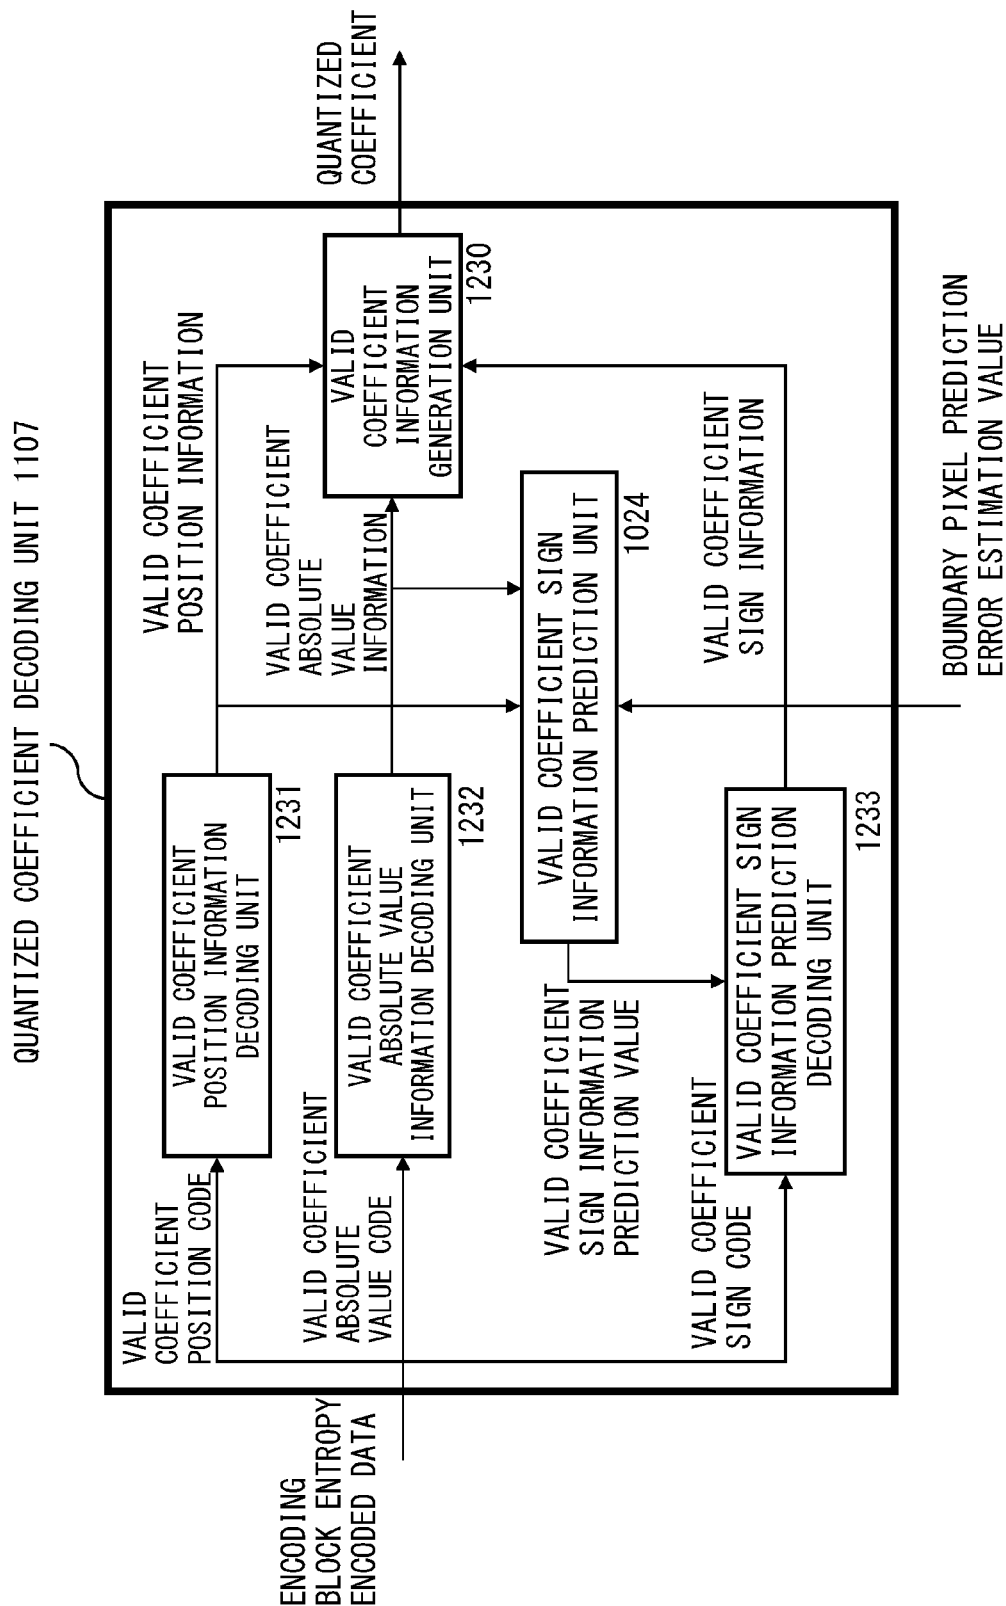 QUANTIZED COEFFICIENT DECODING UNIT 1107
ENCODING
BLOCK ENTROPY
ENCODED DATA
VALID
COEFFICIENT
POSITION CODE
VALID COEFFICIENT
POSITION INFORMATION
DECODING UNIT
1231
VALID COEFFICIENT
POSITION INFORMATION
VALID COEFFICIENT
ABSOLUTE
VALUE CODE
VALID COEFFICIENT
ABSOLUTE VALUE
INFORMATION DECODING UNIT
1232
VALID COEFFICIENT
ABSOLUTE
VALUE
INFORMATION
VALID
COEFFICIENT
INFORMATION
GENERATION UNIT
1230
QUANTIZED
COEFFICIENT
VALID COEFFICIENT SIGN
INFORMATION PREDICTION UNIT
1024
VALID COEFFICIENT
SIGN INFORMATION
PREDICTION VALUE
VALID COEFFICIENT
SIGN CODE
VALID COEFFICIENT SIGN
INFORMATION PREDICTION
DECODING UNIT
1233
VALID COEFFICIENT
SIGN INFORMATION
BOUNDARY PIXEL PREDICTION
ERROR ESTIMATION VALUE